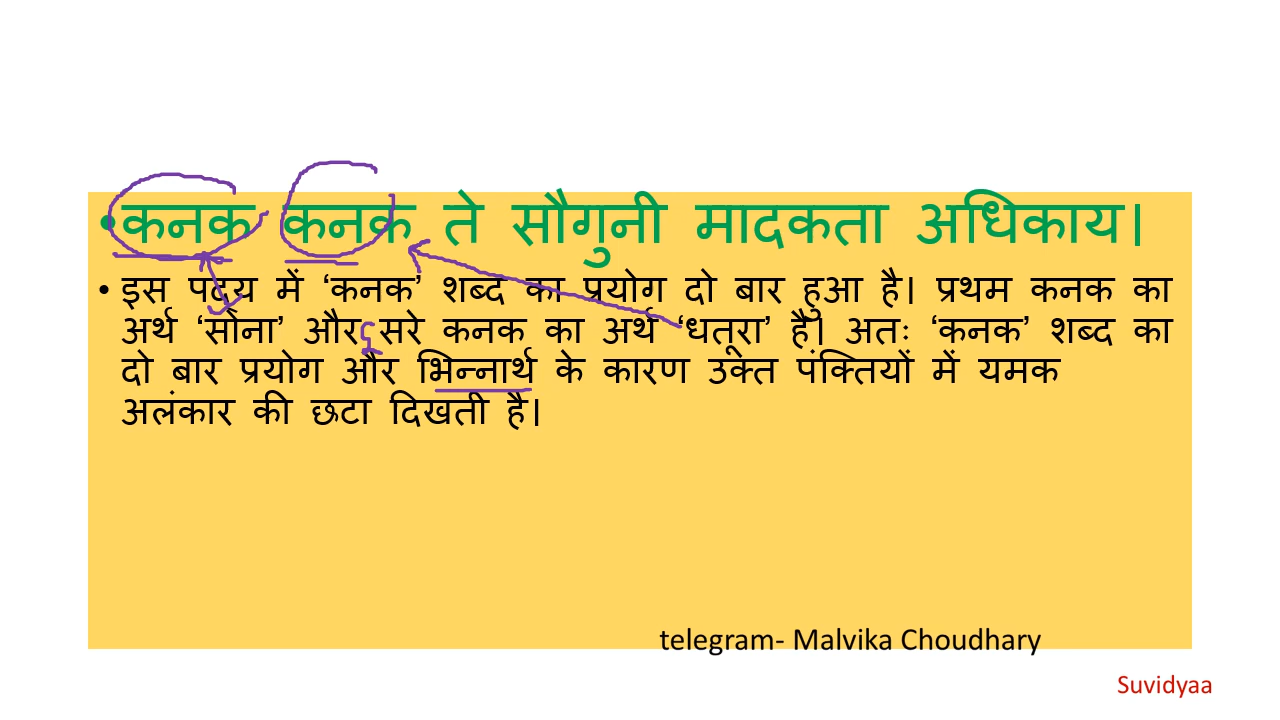 •कनक कनक ते सौगुनी मादकता अधिकाय।
• इस पद्य में ‘कनक’ शब्द का प्रयोग दो बार हुआ है। प्रथम कनक का
अर्थ ‘सोना’ और दूसरे कनक का अर्थ ‘धतूरा’ है। अतः ‘कनक’ शब्द का
दो बार प्रयोग और भिन्नार्थ के कारण उक्त पंक्तियों में यमक
अलंकार की छटा दिखती है।
telegram- Malvika Choudhary
Suvidyaa